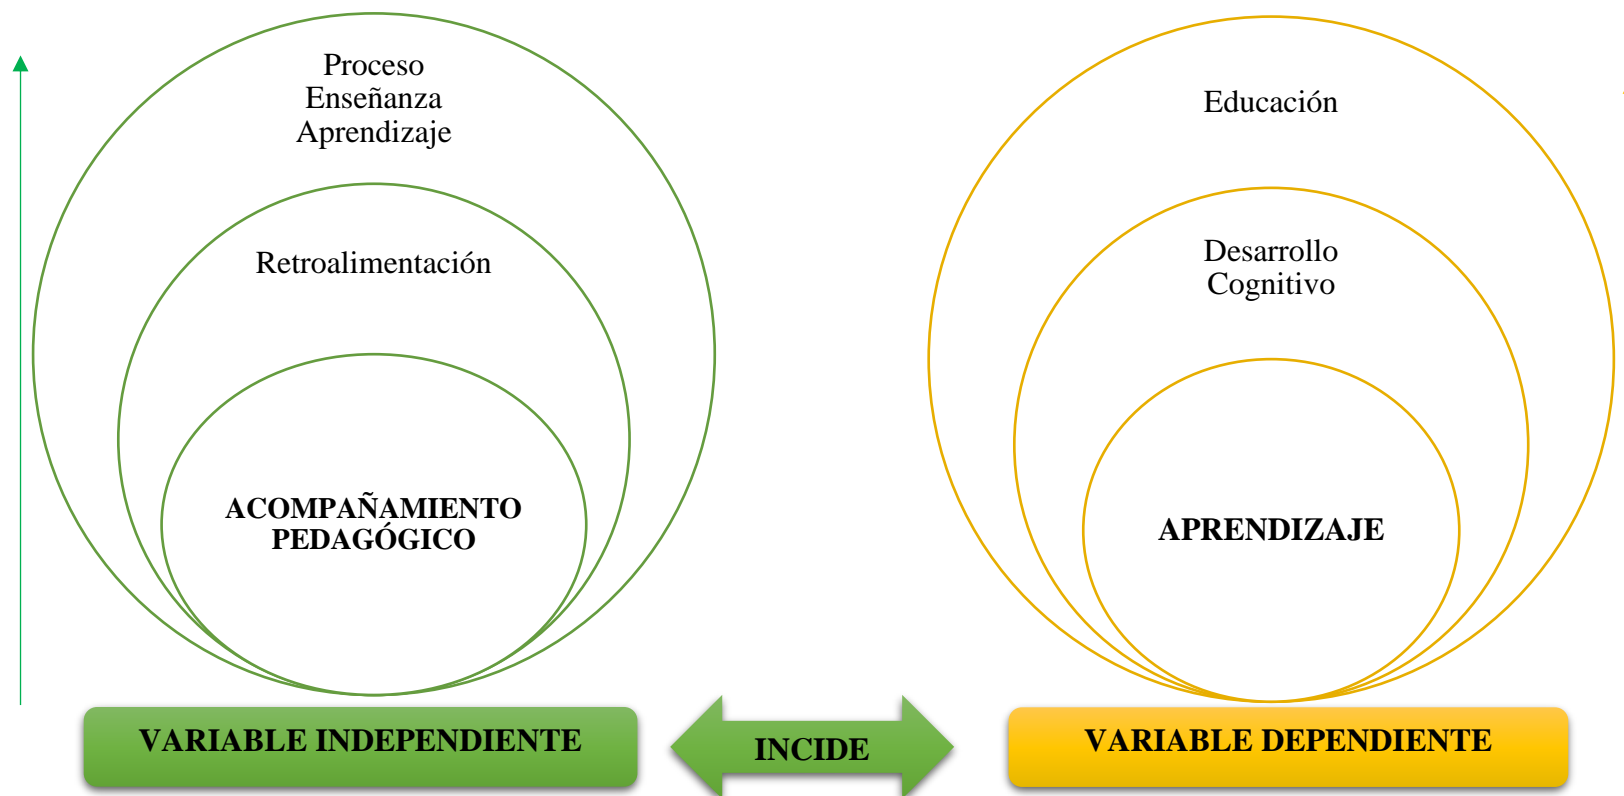 Proceso
Enseñanza
Aprendizaje
Retroalimentación
ACOMPAÑAMIENTO
PEDAGÓGICO
VARIABLE INDEPENDIENTE
INCIDE
Educación
Desarrollo
Cognitivo
APRENDIZAJE
VARIABLE DEPENDIENTE